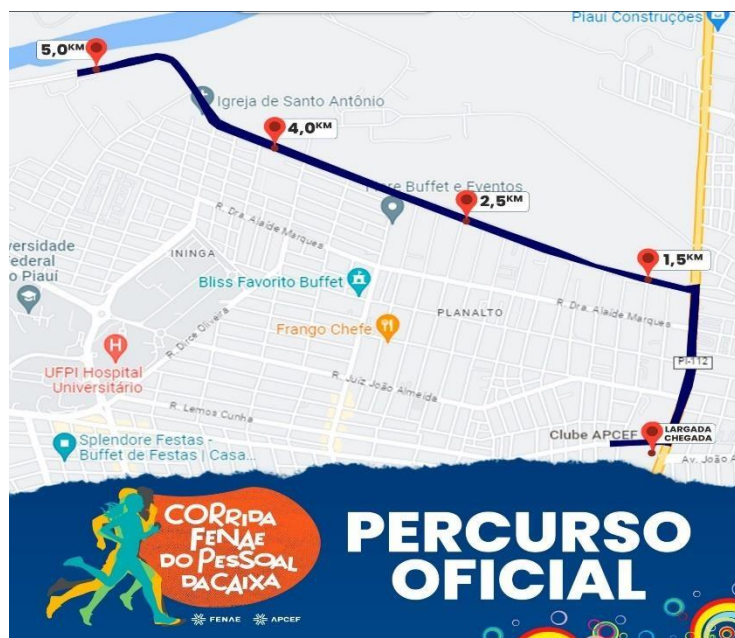 Piauí Construções
5,0KM
Igreja de Santo Antônio
4,0KM
Buffet e Eventos
2,5KM
R. Dra. Alaíde Marques
versidade
ederal
o Piauí
ININGA
1,5KM
Bliss Favorito Buffet
R. Dra. Alaíde Marques
PLANALTO
Frango Chefe
R. Dirce Oliveira
UFPI Hospital
Universitário
PI-112
R. Juiz João Almeida
R. Lemos Cunha
Clube APCEF
LARGADA
CHEGADA
Splendore Festas -
Buffet de Festas | Casa...
Av. João A
CORRIDA
FENAE
DO PESSOAL
DA CAIXA
FENAE APCEF
PERCURSO
OFICIAL